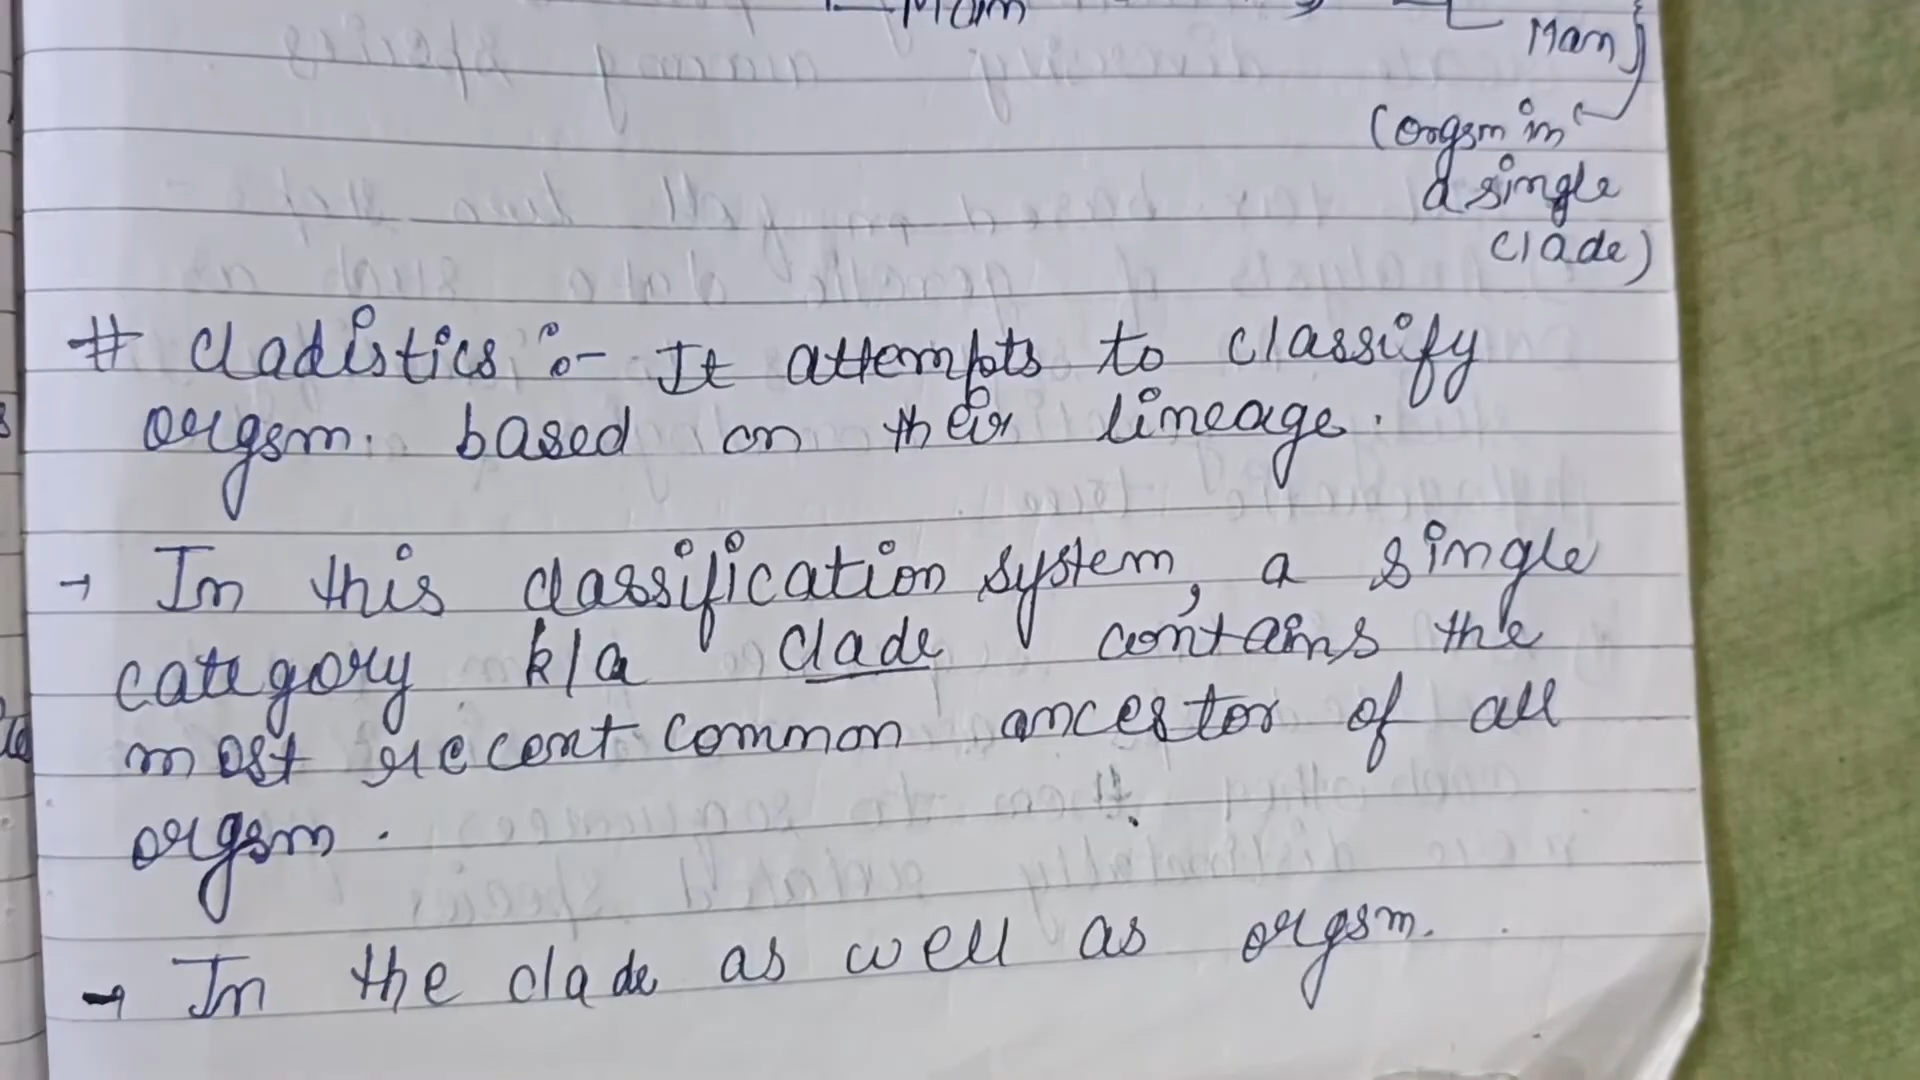 Man
Man
(orgsm in
a single
clade)
# Cladistics :- It attempts to classify
orgsm. based on their lineage.
→ In this classification system, a single
category k/a clade contains the
most recent common ancestor of all
orgsm.
→ In the clade as well as orgsm.